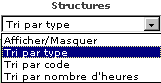 Structures
Tri par type
Afficher/Masquer
Tri par type
Tri par code
Tri par nombre d'heures